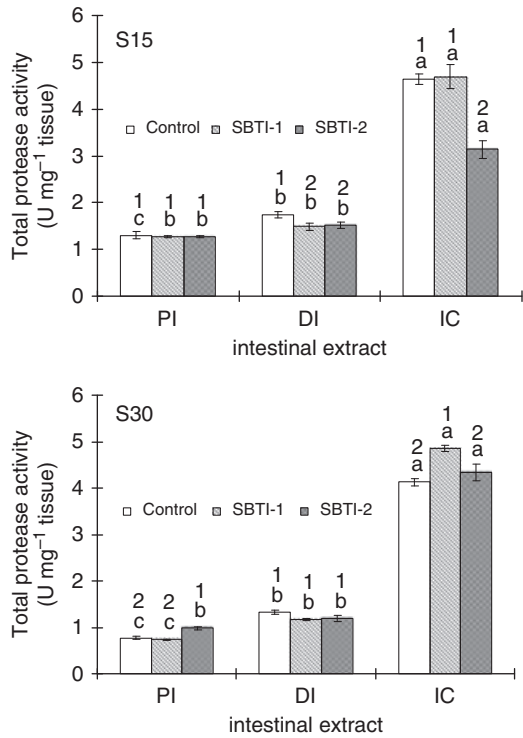 6
S15
5
4
3
2
1
0
Total protease activity
(U mg⁻¹ tissue)
Control SBTI-1 SBTI-2
1 1 1
c b b
1 2 2
b b b
1 1 2
a a a
PI DI IC
intestinal extract
6
S30
5
4
3
2
1
0
Total protease activity
(U mg⁻¹ tissue)
Control SBTI-1 SBTI-2
2 2 1
c c b
1 1 1
b b b
2 1 2
a a a
PI DI IC
intestinal extract